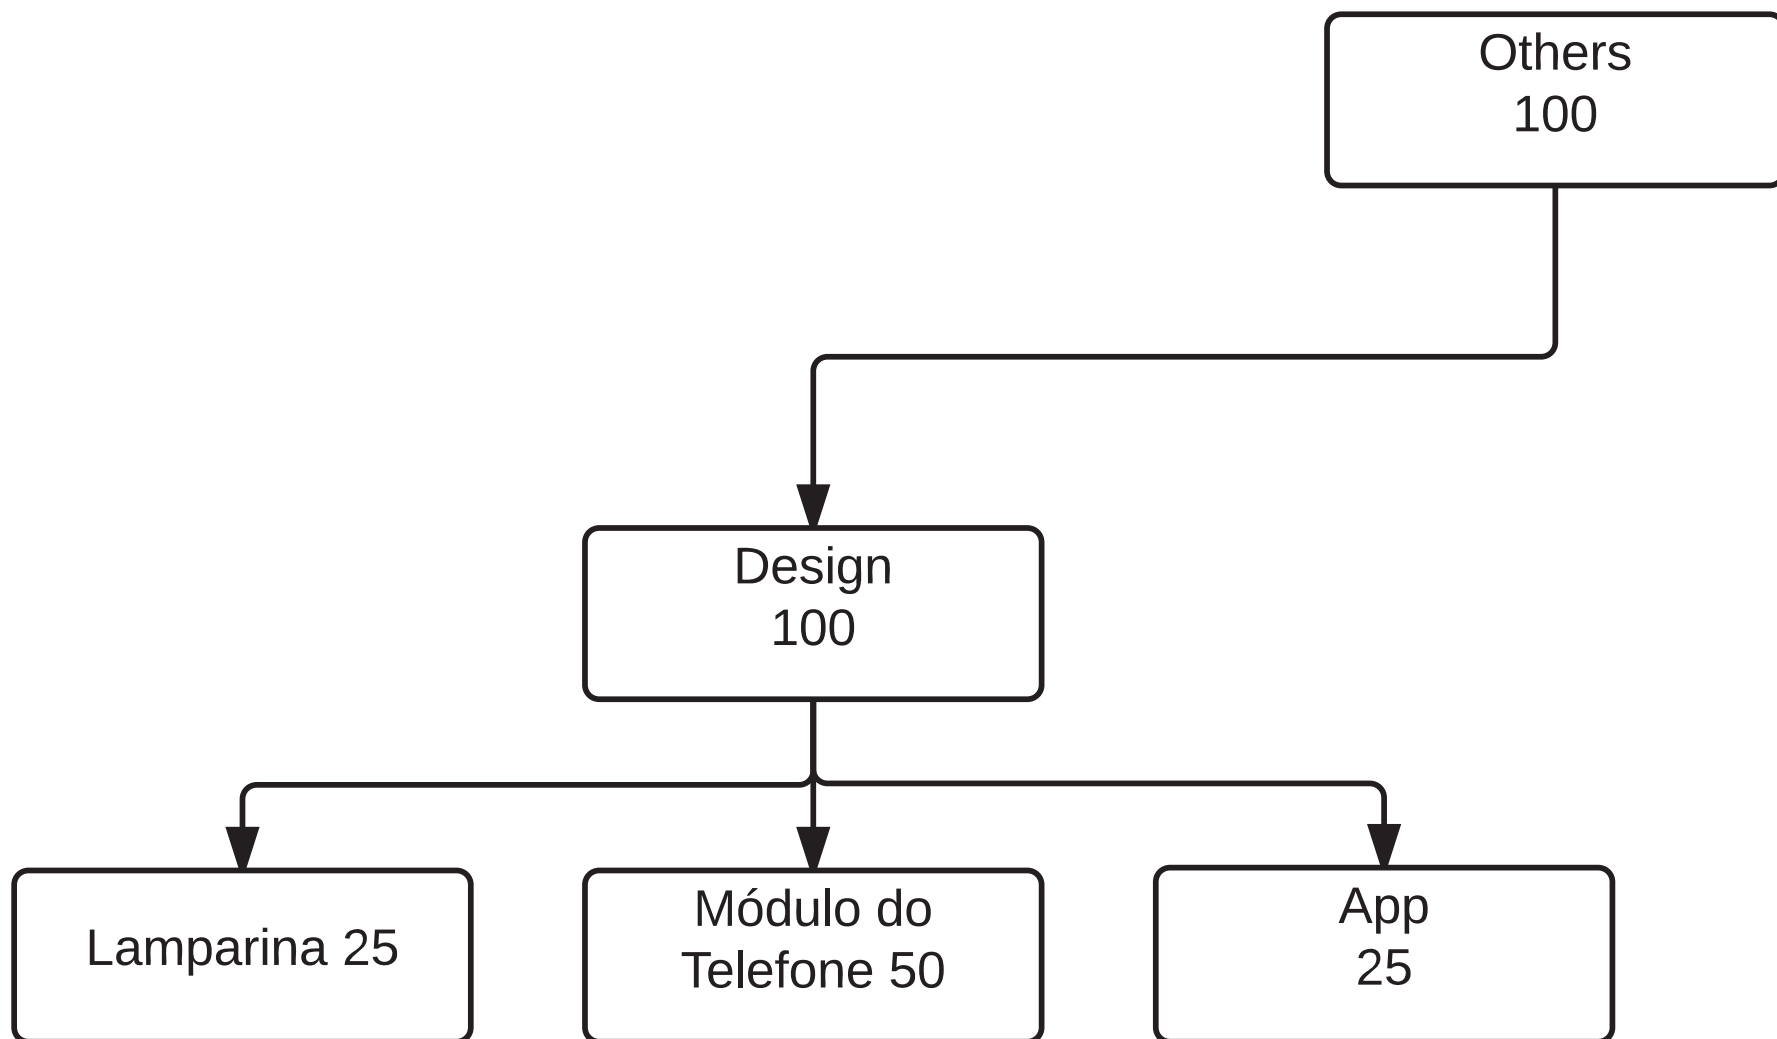 Others
100
Design
100
Lamparina 25
Módulo do
Telefone 50
App
25